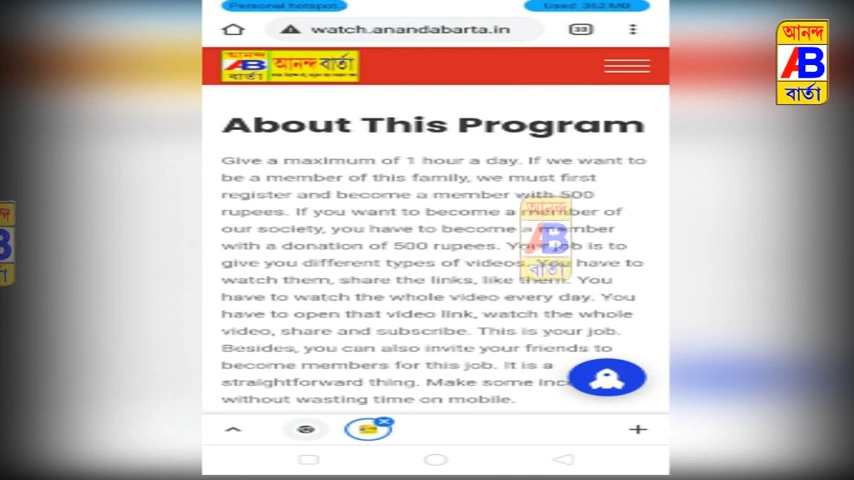 Personal hotspot.
Used 362 MB
watch.anandabarta.in
33
আনন্দ
AB
বার্তা
আনন্দ বার্তা
আনন্দ
AB
বার্তা
About This Program
Give a maximum of 1 hour a day. If we want to
be a member of this family, we must first
register and become a member with 500
rupees. If you want to become a member of
our society, you have to become a member
with a donation of 500 rupees. Your job is to
give you different types of videos. You have to
watch them, share the links, like them. You
have to watch the whole video every day. You
have to open that video link, watch the whole
video, share and subscribe. This is your job.
Besides, you can also invite your friends to
become members for this job. It is a
straightforward thing. Make some
without wasting time on mobile.
আনন্দ
AB
বার্তা